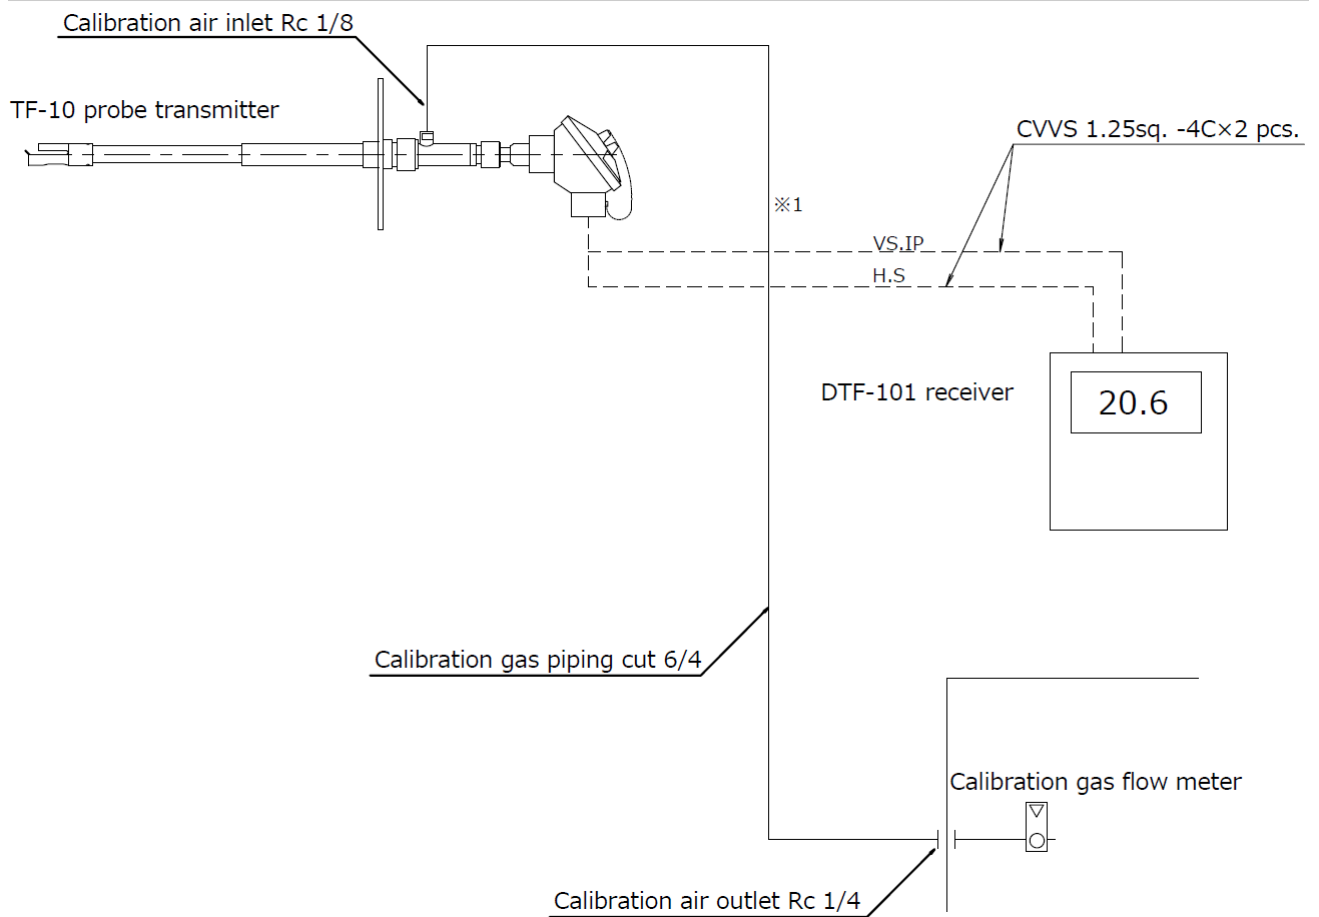 Calibration air inlet Rc 1/8
TF-10 probe transmitter
CVVS 1.25sq. -4C×2 pcs.
※1
VS.IP
H.S
DTF-101 receiver
20.6
Calibration gas piping cut 6/4
Calibration gas flow meter
Calibration air outlet Rc 1/4